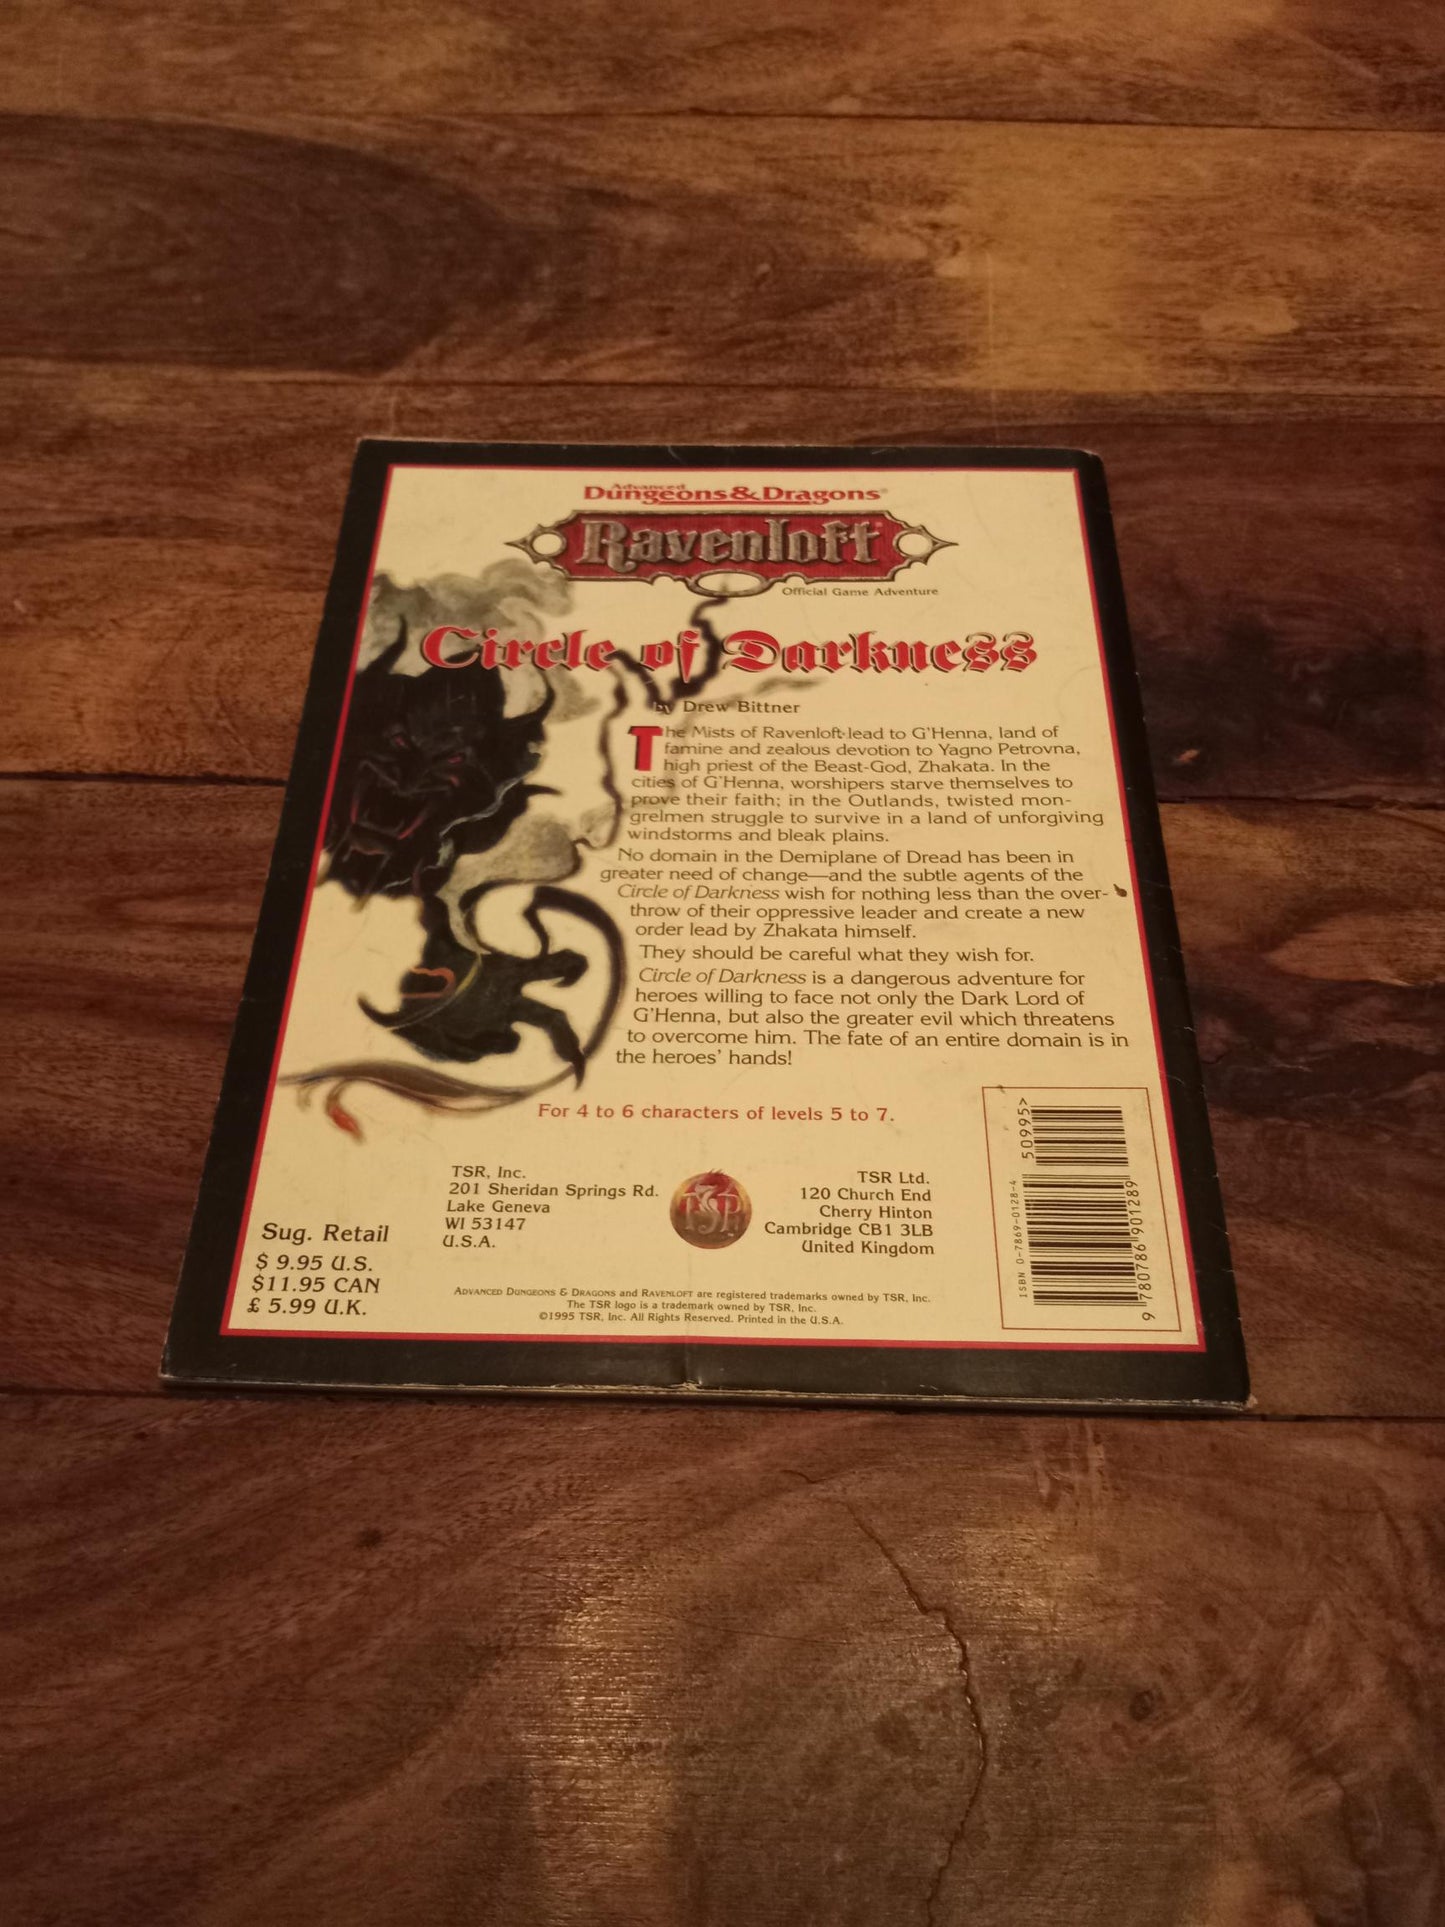 Advanced
Dungeons & Dragons®
Ravenloft®
Official Game Adventure
Circle of Darkness
by Drew Bittner
The Mists of Ravenloft lead to G'Henna, land of
famine and zealous devotion to Yagno Petrovna,
high priest of the Beast-God, Zhakata. In the
cities of G'Henna, worshipers starve themselves to
prove their faith; in the Outlands, twisted mon-
grelmen struggle to survive in a land of unforgiving
windstorms and bleak plains.
No domain in the Demiplane of Dread has been in
greater need of change—and the subtle agents of the
Circle of Darkness wish for nothing less than the over-
throw of their oppressive leader and create a new
order lead by Zhakata himself.
They should be careful what they wish for.
Circle of Darkness is a dangerous adventure for
heroes willing to face not only the Dark Lord of
G'Henna, but also the greater evil which threatens
to overcome him. The fate of an entire domain is in
the heroes' hands!
For 4 to 6 characters of levels 5 to 7.
Sug. Retail
$ 9.95 U.S.
$11.95 CAN
£ 5.99 U.K.
TSR, Inc.
201 Sheridan Springs Rd.
Lake Geneva
WI 53147
U.S.A.
TSR
TSR Ltd.
120 Church End
Cherry Hinton
Cambridge CB1 3LB
United Kingdom
ADVANCED DUNGEONS & DRAGONS and RAVENLOFT are registered trademarks owned by TSR, Inc.
The TSR logo is a trademark owned by TSR, Inc.
©1995 TSR, Inc. All Rights Reserved. Printed in the U.S.A.
ISBN 0-7869-0128-4
50995>
9 780786 901289